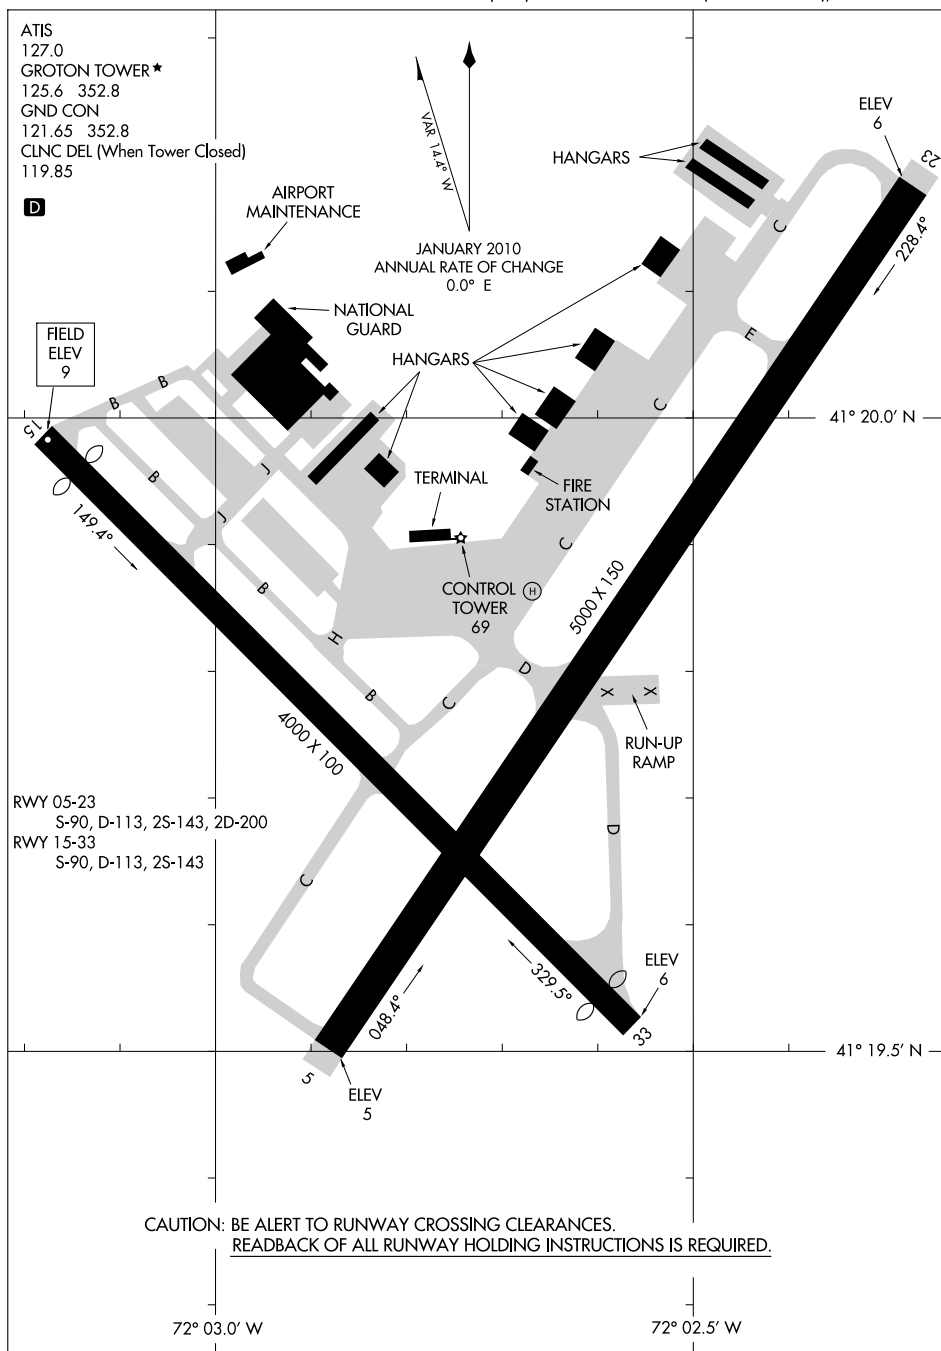 ATIS
127.0
GROTON TOWER★
125.6 352.8
GND CON
121.65 352.8
CLNC DEL (When Tower Closed)
119.85
D
VAR 14.4° W
JANUARY 2010
ANNUAL RATE OF CHANGE
0.0° E
HANGARS
ELEV
6
23
228.4°
AIRPORT
MAINTENANCE
NATIONAL
GUARD
HANGARS
FIELD
ELEV
9
C
E
C
B
B
15
41° 20.0' N
J
B
149.4°
J
TERMINAL
FIRE
STATION
C
B
CONTROL
TOWER
69
H
5000 X 150
H
D
B
C
X
X
RUN-UP
RAMP
4000 X 100
RWY 05-23
S-90, D-113, 2S-143, 2D-200
RWY 15-33
S-90, D-113, 2S-143
D
C
048.4°
329.5°
ELEV
6
33
5
ELEV
5
41° 19.5' N
CAUTION: BE ALERT TO RUNWAY CROSSING CLEARANCES.
READBACK OF ALL RUNWAY HOLDING INSTRUCTIONS IS REQUIRED.
72° 03.0' W
72° 02.5' W